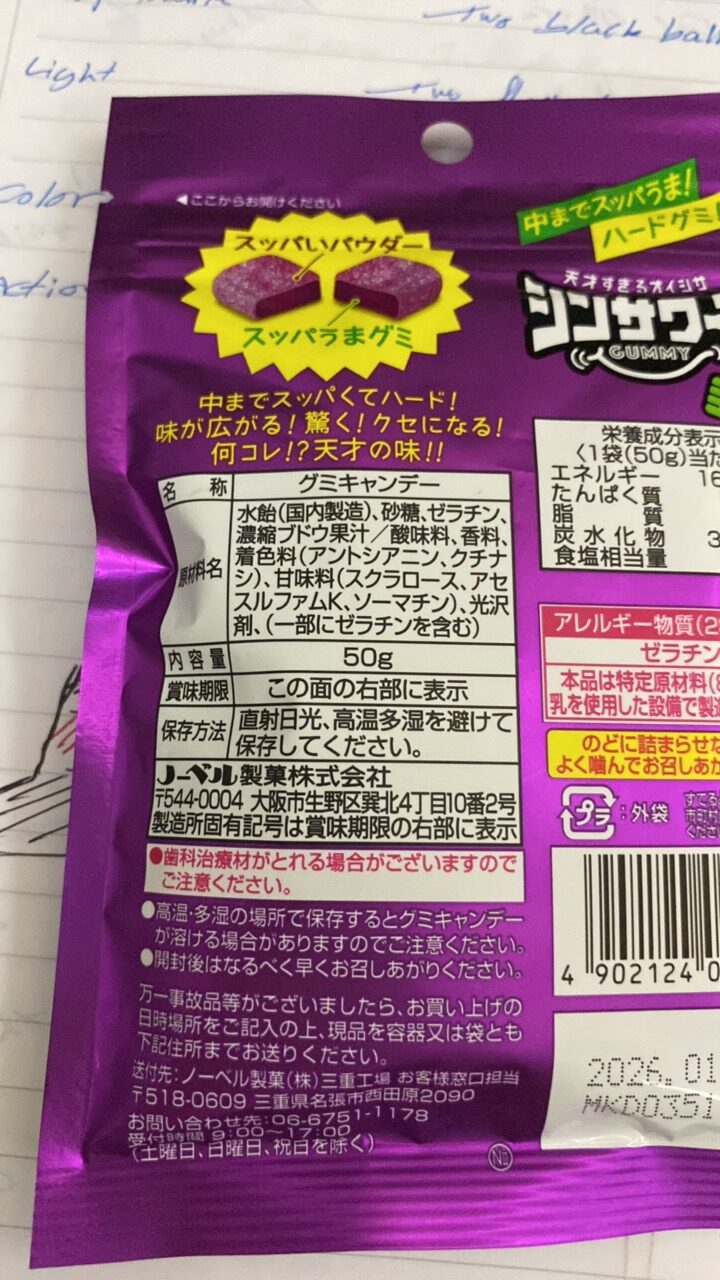 two black ball
Light
two
Color
Action
◀ここからお開けください
スッパいパウダー
スッパうまグミ
中までスッパくてハード!
味が広がる!驚く!クセになる!
何コレ!?天才の味!!
名 称 グミキャンデー
原材料名 水飴(国内製造)、砂糖、ゼラチン、
濃縮ブドウ果汁/酸味料、香料、
着色料(アントシアニン、クチナ
シ)、甘味料(スクラロース、アセ
スルファムK、ソーマチン)、光沢
剤、(一部にゼラチンを含む)
内容量 50g
賞味期限 この面の右部に表示
保存方法 直射日光、高温多湿を避けて
保存してください。
ノーベル製菓株式会社
〒544-0004 大阪市生野区巽北4丁目10番2号
製造所固有記号は賞味期限の右部に表示
●歯科治療材がとれる場合がございますので
ご注意ください。
●高温・多湿の場所で保存するとグミキャンデー
が溶ける場合がありますのでご注意ください。
●開封後はなるべく早くお召しあがりください。
万一事故品等がございましたら、お買い上げの
日時場所をご記入の上、現品を容器又は袋とも
下記住所までお送りください。
送付先:ノーベル製菓(株)三重工場 お客様窓口担当
〒518-0609 三重県名張市西田原2090
お問い合わせ先:06-6751-1178
受付時間 9:00~17:00
(土曜日、日曜日、祝日を除く)
中までスッパうま!
ハードグミ
天才すぎるオイシサ
シンサワー
GUMMY
栄養成分表示
〈1袋(50g)当た
エネルギー 16
たんぱく質
脂 質
炭水化物 3
食塩相当量
アレルギー物質(2
ゼラチン
本品は特定原材料(
乳を使用した設備で製
のどに詰まらせな
よく噛んでお召しあが
プラ:外袋
すてる
市町村
くださ
4 902124 0
2026.01
MKD0351